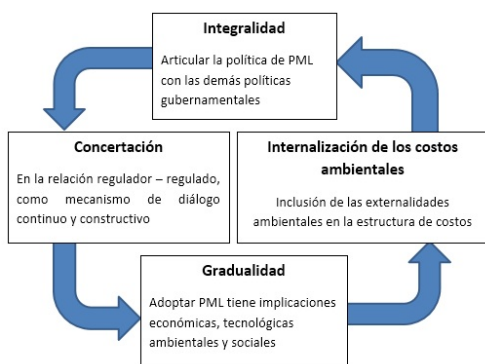 Integralidad
Articular la política de PML
con las demás políticas
gubernamentales
Concertación
En la relación regulador – regulado,
como mecanismo de diálogo
continuo y constructivo
Internalización de los costos
ambientales
Inclusión de las externalidades
ambientales en la estructura de costos
Gradualidad
Adoptar PML tiene implicaciones
económicas, tecnológicas
ambientales y sociales